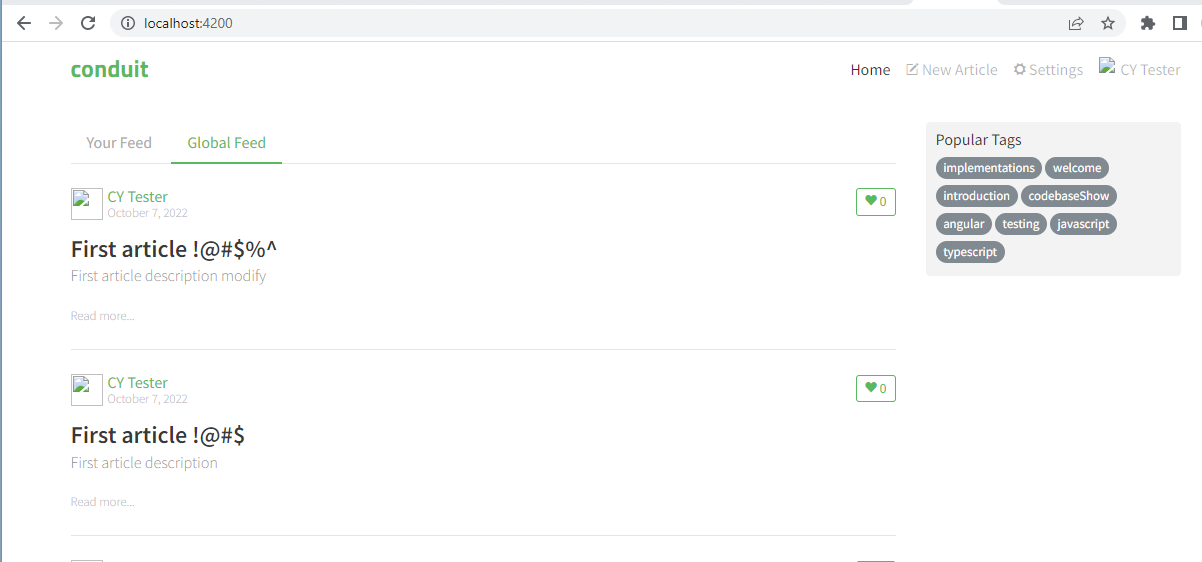 localhost:4200
conduit
Home New Article Settings CY Tester
Your Feed Global Feed
CY Tester
October 7, 2022
0
First article !@#$%^
First article description modify
Read more...
CY Tester
October 7, 2022
0
First article !@#$
First article description
Read more...
Popular Tags
implementations welcome
introduction codebaseShow
angular testing javascript
typescript